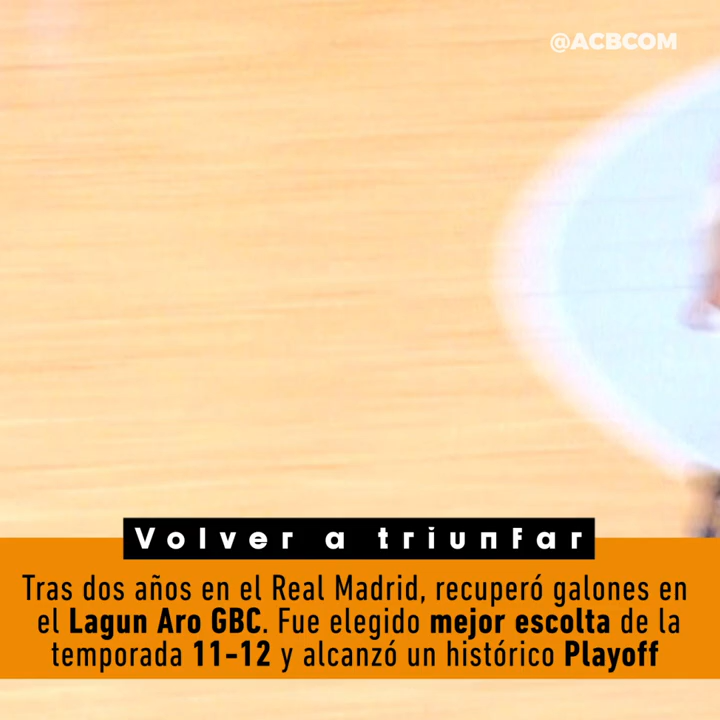 @ACBCOM
Volver a triunfar
Tras dos años en el Real Madrid, recuperó galones en
el Lagun Aro GBC. Fue elegido mejor escolta de la
temporada 11-12 y alcanzó un histórico Playoff